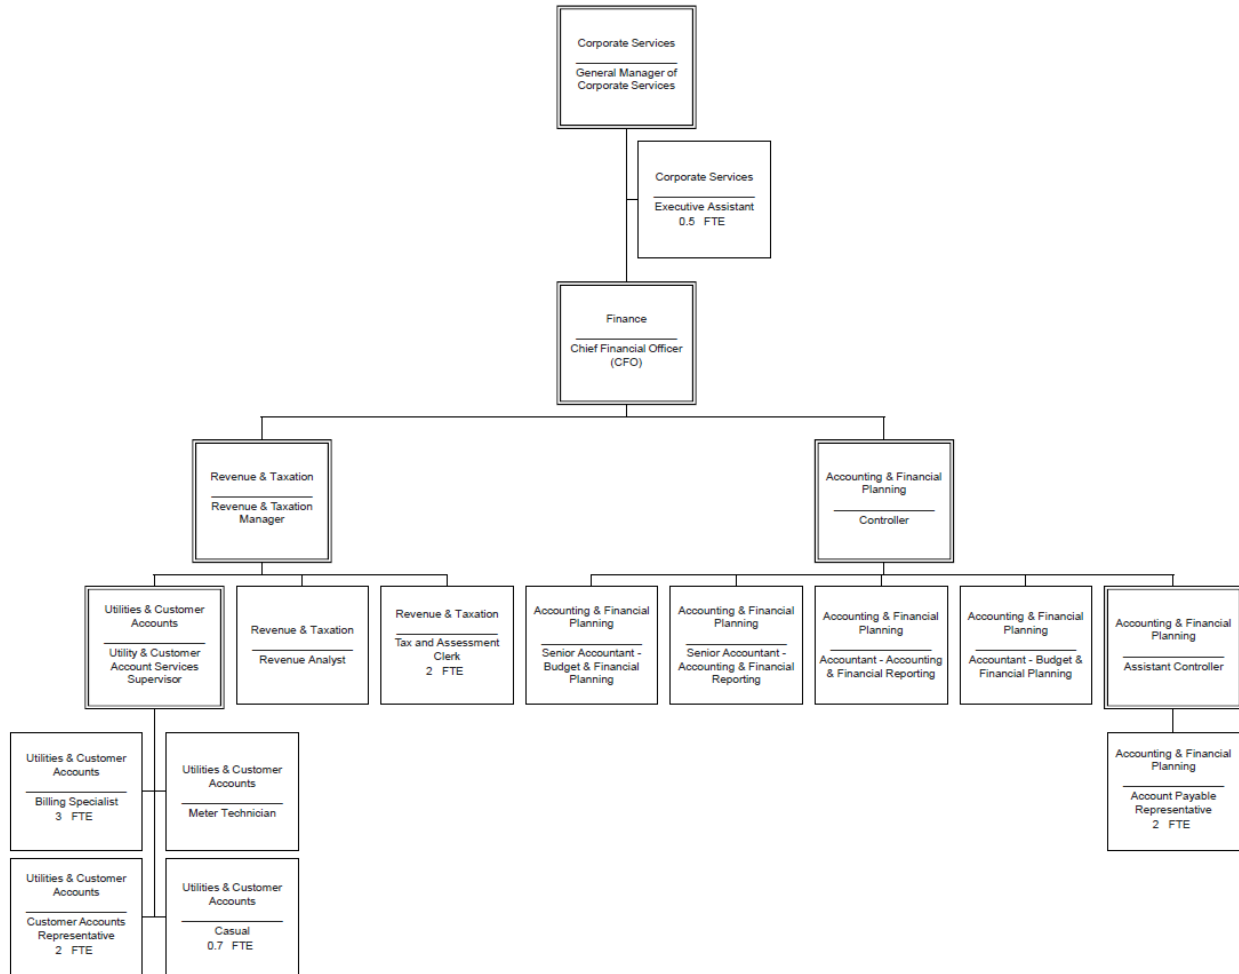 Corporate Services
General Manager of
Corporate Services
Corporate Services
Executive Assistant
0.5 FTE
Finance
Chief Financial Officer
(CFO)
Revenue & Taxation
Revenue & Taxation
Manager
Accounting & Financial
Planning
Controller
Utilities & Customer
Accounts
Utility & Customer
Account Services
Supervisor
Revenue & Taxation
Revenue Analyst
Revenue & Taxation
Tax and Assessment
Clerk
2 FTE
Accounting & Financial
Planning
Senior Accountant -
Budget & Financial
Planning
Accounting & Financial
Planning
Senior Accountant -
Accounting & Financial
Reporting
Accounting & Financial
Planning
Accountant - Accounting
& Financial Reporting
Accounting & Financial
Planning
Accountant - Budget &
Financial Planning
Accounting & Financial
Planning
Assistant Controller
Utilities & Customer
Accounts
Billing Specialist
3 FTE
Utilities & Customer
Accounts
Meter Technician
Accounting & Financial
Planning
Account Payable
Representative
2 FTE
Utilities & Customer
Accounts
Customer Accounts
Representative
2 FTE
Utilities & Customer
Accounts
Casual
0.7 FTE